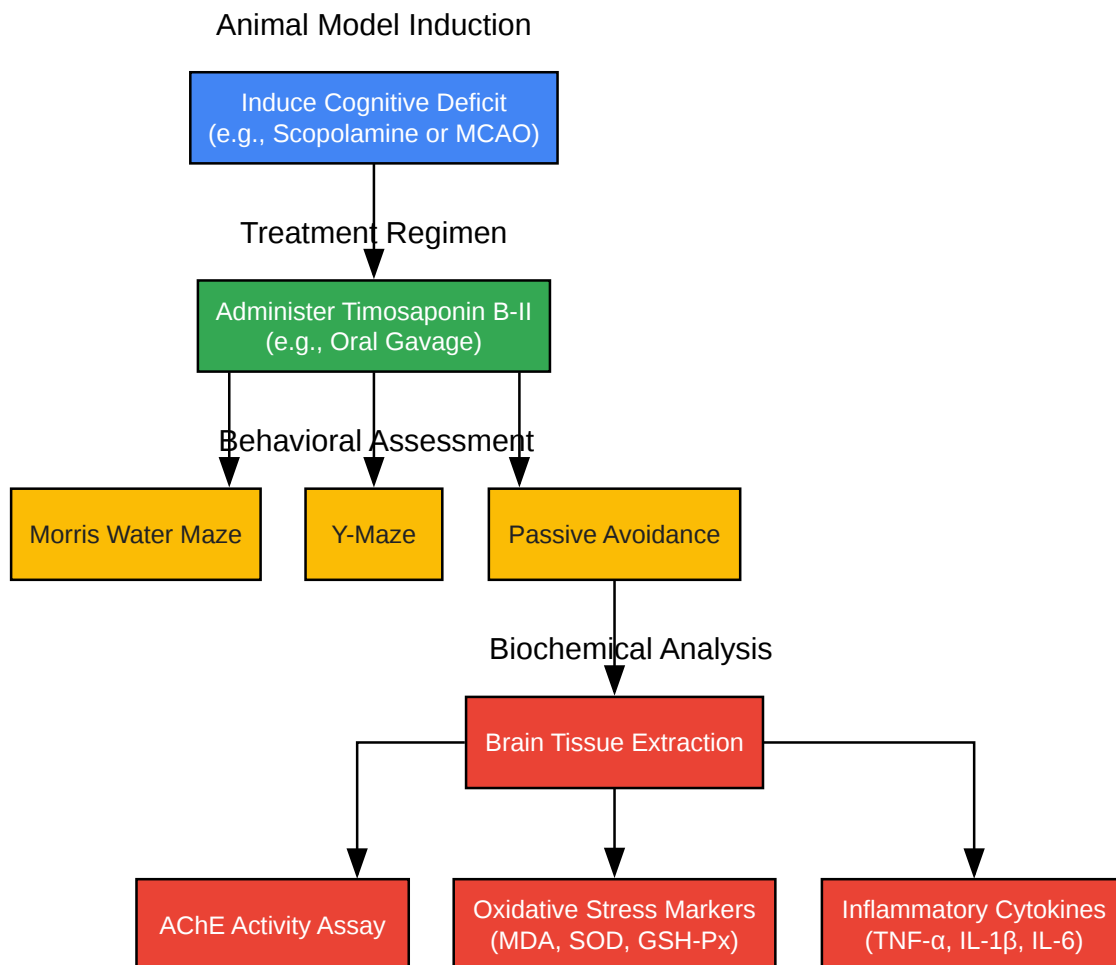 Animal Model Induction
Induce Cognitive Deficit
(e.g., Scopolamine or MCAO)
Treatment Regimen
Administer Timosaponin B-II
(e.g., Oral Gavage)
Behavioral Assessment
Morris Water Maze
Y-Maze
Passive Avoidance
Biochemical Analysis
Brain Tissue Extraction
AChE Activity Assay
Oxidative Stress Markers
(MDA, SOD, GSH-Px)
Inflammatory Cytokines
(TNF-α, IL-1β, IL-6)